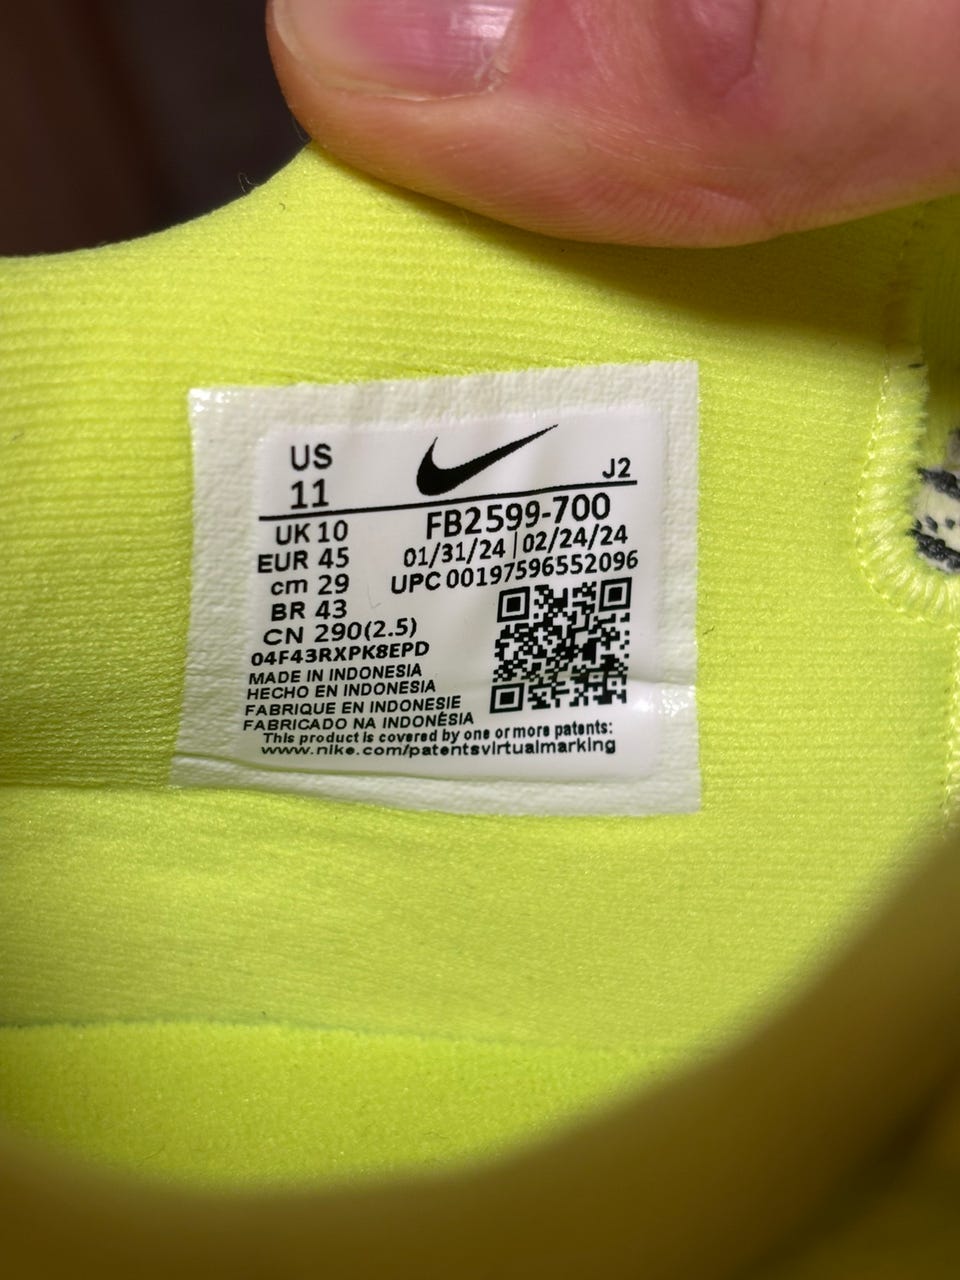 US
11
J2
UK 10
EUR 45
cm 29
BR 43
CN 290(2.5)
FB2599-700
01/31/24 | 02/24/24
UPC 00197596552096
04F43RXPK8EPD
MADE IN INDONESIA
HECHO EN INDONESIA
FABRIQUE EN INDONESIE
FABRICADO NA INDONÉSIA
This product is covered by one or more patents:
www.nike.com/patentsvirtualmarking